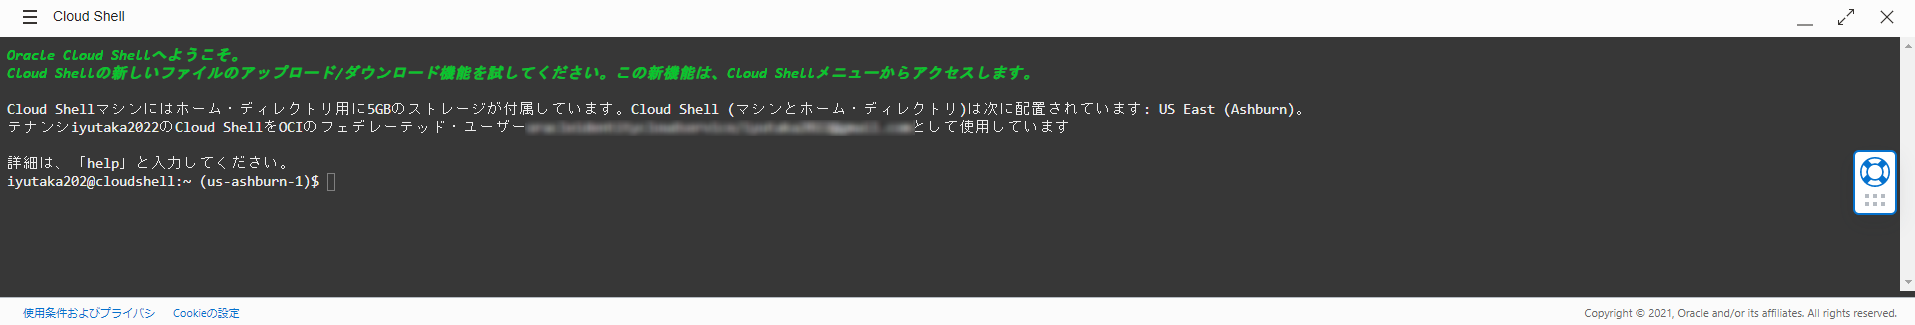 Cloud Shell
Oracle Cloud Shellへようこそ。
Cloud Shellの新しいファイルのアップロード/ダウンロード機能を試してください。この新機能は、Cloud Shellメニューからアクセスします。
Cloud Shellマシンにはホーム・ディレクトリ用に5GBのストレージが付属しています。Cloud Shell (マシンとホーム・ディレクトリ)は次に配置されています: US East (Ashburn)。
テナンシiyutaka2022のCloud ShellをOCIのフェデレーテッド・ユーザーとして使用しています
詳細は、「help」と入力してください。
iyutaka202@cloudshell:~ (us-ashburn-1)$
使用条件およびプライバシ Cookieの設定 Copyright © 2021, Oracle and/or its affiliates. All rights reserved.